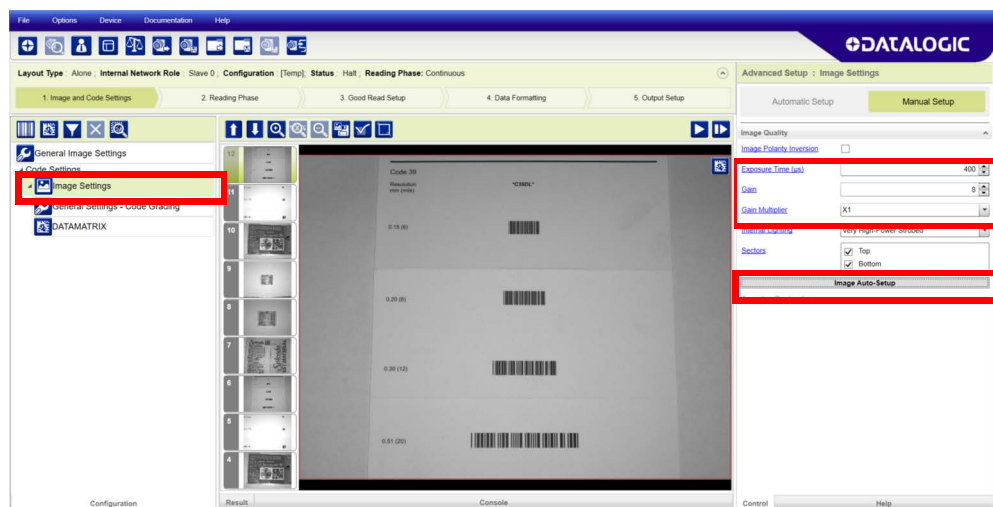 File Options Device Documentation Help
DATALOGIC
Layout Type : Alone ; Internal Network Role : Slave 0 ; Configuration : [Temp]; Status : Halt ; Reading Phase: Continuous
Advanced Setup : Image Settings
1. Image and Code Settings 2. Reading Phase 3. Good Read Setup 4. Data Formatting 5. Output Setup
Automatic Setup Manual Setup
Image Quality
Image Polarity Inversion
General Image Settings
Code Settings
Image Settings
General Settings - Code Grading
DATAMATRIX
12
11
10
9
8
7
6
5
4
Code 39
Resolution
mm (mils)
*CXBDL*
0.15 (6)
0.20 (8)
0.30 (12)
0.51 (20)
Exposure Time (µs) 400
Gain 8
Gain Multiplier X1
Internal Lighting Very High-Power Strobed
Sectors Top
Bottom
Image Auto-Setup
Configuration Result Console Control Help